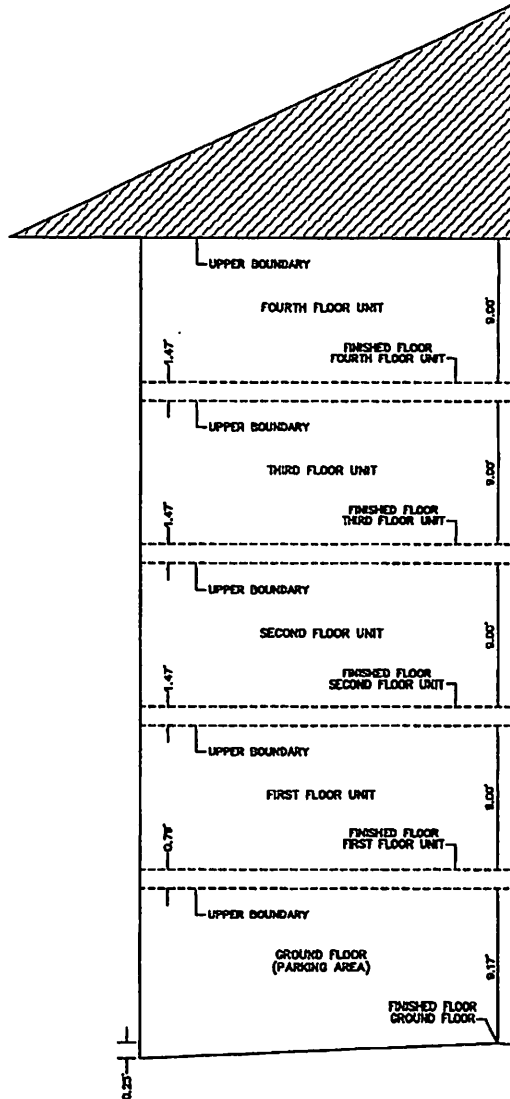 UPPER BOUNDARY
FOURTH FLOOR UNIT
9.00'
1.47'
FINISHED FLOOR
FOURTH FLOOR UNIT
UPPER BOUNDARY
THIRD FLOOR UNIT
9.00'
1.47'
FINISHED FLOOR
THIRD FLOOR UNIT
UPPER BOUNDARY
SECOND FLOOR UNIT
9.00'
1.47'
FINISHED FLOOR
SECOND FLOOR UNIT
UPPER BOUNDARY
FIRST FLOOR UNIT
9.00'
0.79'
FINISHED FLOOR
FIRST FLOOR UNIT
UPPER BOUNDARY
GROUND FLOOR
(PARKING AREA)
9.17'
FINISHED FLOOR
GROUND FLOOR
0.25'